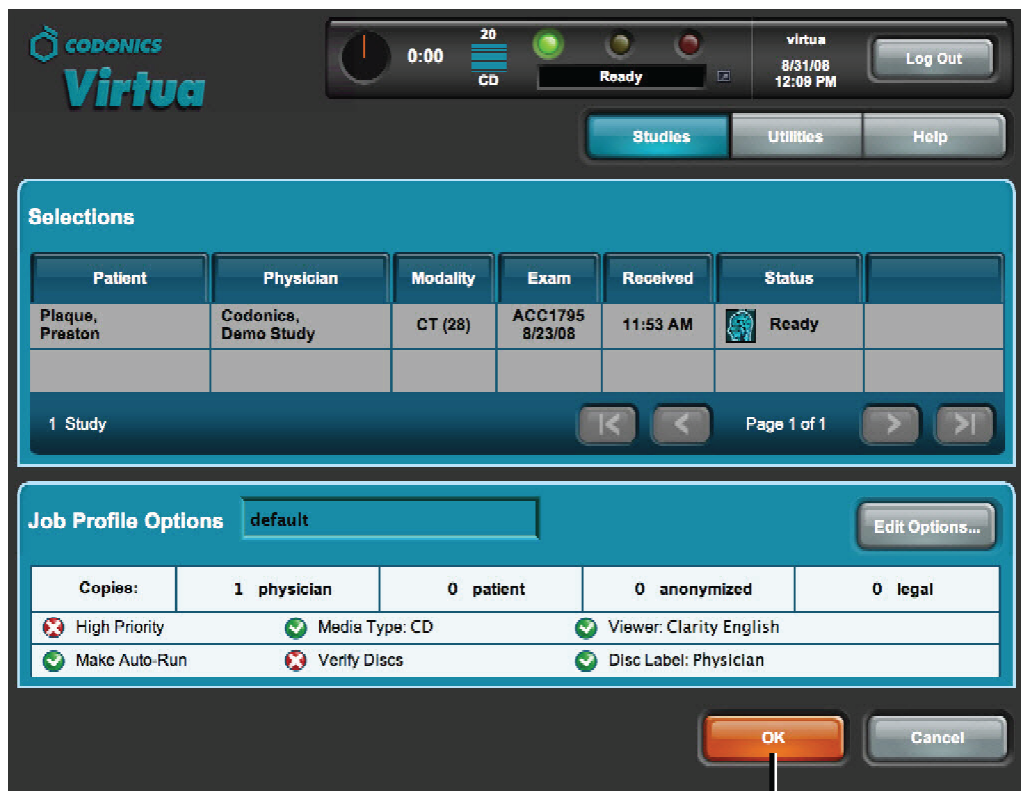 CODONICS
Virtua
0:00
20
CD
Ready
virtua
8/31/08
12:09 PM
Log Out
Studies
Utilities
Help
Selections
Patient
Physician
Modality
Exam
Received
Status
Plaque,
Preston
Codonics,
Demo Study
CT (28)
ACC1795
8/23/08
11:53 AM
Ready
1 Study
Page 1 of 1
Job Profile Options
default
Edit Options...
Copies:
1 physician
0 patient
0 anonymized
0 legal
High Priority
Media Type: CD
Viewer: Clarity English
Make Auto-Run
Verify Discs
Disc Label: Physician
OK
Cancel